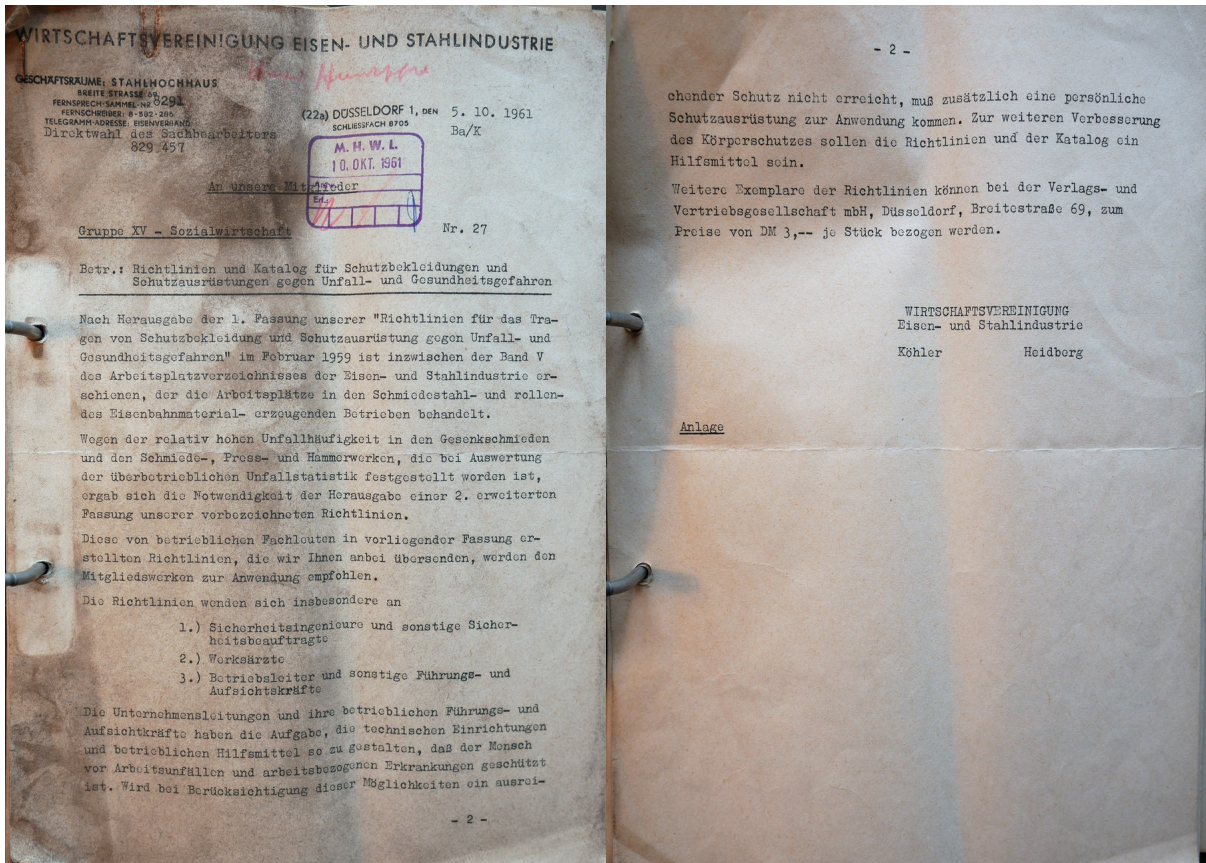 WIRTSCHAFTSVEREINIGUNG EISEN- UND STAHLINDUSTRIE
GESCHÄFTSRÄUME: STAHLHOCHHAUS
BREITE STRASSE 69
FERNSPRECH-SAMMEL-NR. 8291
FERNSCHREIBER: 8-582-286
TELEGRAMM-ADRESSE: EISENVERBAND
Direktwahl des Sachbearbeiters
829 457
(22a) DÜSSELDORF 1, DEN 5. 10. 1961
SCHLIESSFACH 8705
Ba/K
M. H. W. L.
10. OKT. 1961
Erl.:
An unsere Mitglieder
Gruppe XV - Sozialwirtschaft
Nr. 27
Betr.: Richtlinien und Katalog für Schutzbekleidungen und
Schutzausrüstungen gegen Unfall- und Gesundheitsgefahren
Nach Herausgabe der 1. Fassung unserer "Richtlinien für das Tra-
gen von Schutzbekleidung und Schutzausrüstung gegen Unfall- und
Gesundheitsgefahren" im Februar 1959 ist inzwischen der Band V
des Arbeitsplatzverzeichnisses der Eisen- und Stahlindustrie er-
schienen, der die Arbeitsplätze in den Schmiedestahl- und rollen-
des Eisenbahnmaterial- erzeugenden Betrieben behandelt.
Wegen der relativ hohen Unfallhäufigkeit in den Gesenkschmieden
und den Schmiede-, Press- und Hammerwerken, die bei Auswertung
der überbetrieblichen Unfallstatistik festgestellt worden ist,
ergab sich die Notwendigkeit der Herausgabe einer 2. erweiterten
Fassung unserer vorbezeichneten Richtlinien.
Diese von betrieblichen Fachleuten in vorliegender Fassung er-
stellten Richtlinien, die wir Ihnen anbei übersenden, werden den
Mitgliedswerken zur Anwendung empfohlen.
Die Richtlinien wenden sich insbesondere an
1.) Sicherheitsingenieure und sonstige Sicher-
heitsbeauftragte
2.) Werksärzte
3.) Betriebsleiter und sonstige Führungs- und
Aufsichtskräfte
Die Unternehmensleitungen und ihre betrieblichen Führungs- und
Aufsichtkräfte haben die Aufgabe, die technischen Einrichtungen
und betrieblichen Hilfsmittel so zu gestalten, daß der Mensch
vor Arbeitsunfällen und arbeitsbezogenen Erkrankungen geschützt
ist. Wird bei Berücksichtigung dieser Möglichkeiten ein ausrei-
- 2 -
- 2 -
chender Schutz nicht erreicht, muß zusätzlich eine persönliche
Schutzausrüstung zur Anwendung kommen. Zur weiteren Verbesserung
des Körperschutzes sollen die Richtlinien und der Katalog ein
Hilfsmittel sein.
Weitere Exemplare der Richtlinien können bei der Verlags- und
Vertriebsgesellschaft mbH, Düsseldorf, Breitestraße 69, zum
Preise von DM 3,-- je Stück bezogen werden.
WIRTSCHAFTSVEREINIGUNG
Eisen- und Stahlindustrie
Köhler Heidberg
Anlage